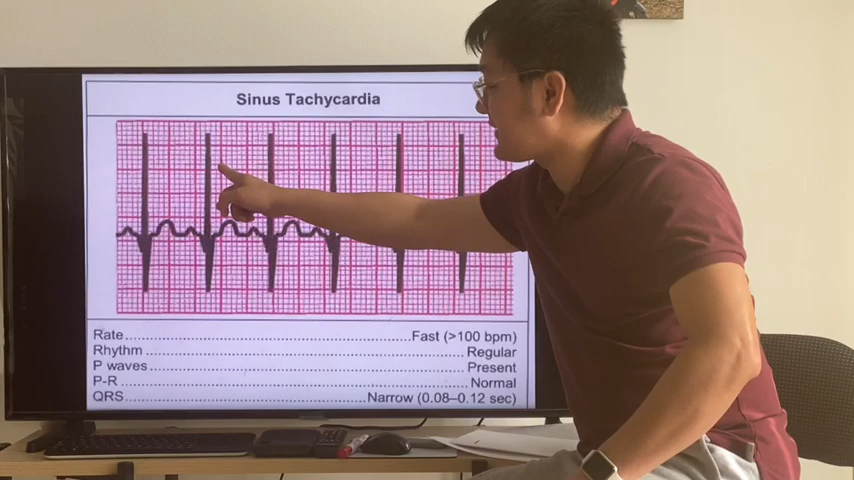 Sinus Tachycardia
Rate.....................................................................Fast (>100 bpm)
Rhythm.............................................................................Regular
P waves............................................................................Present
P-R....................................................................................Normal
QRS.......................................................Narrow (0.08–0.12 sec)